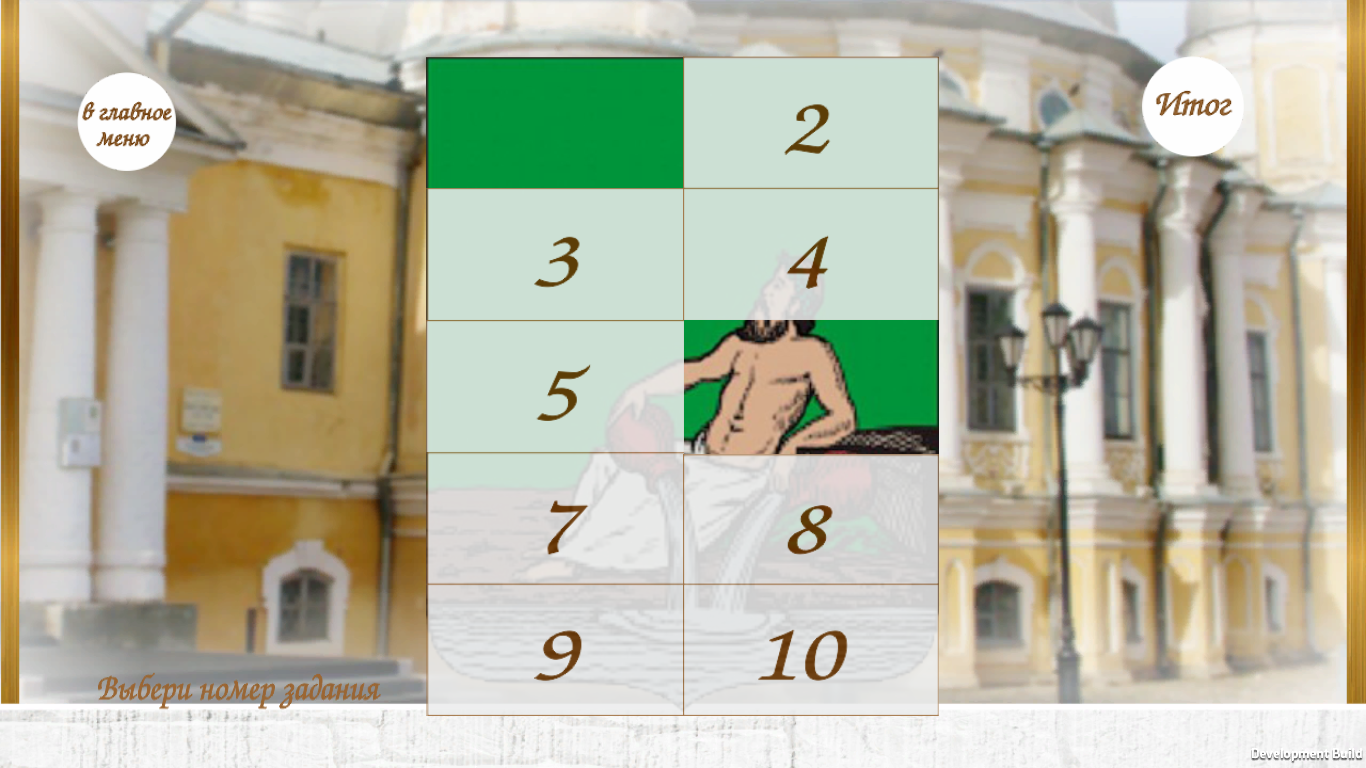 в главное
меню
Итог
2
3
4
5
7
8
9
10
Выбери номер задания
Development Build